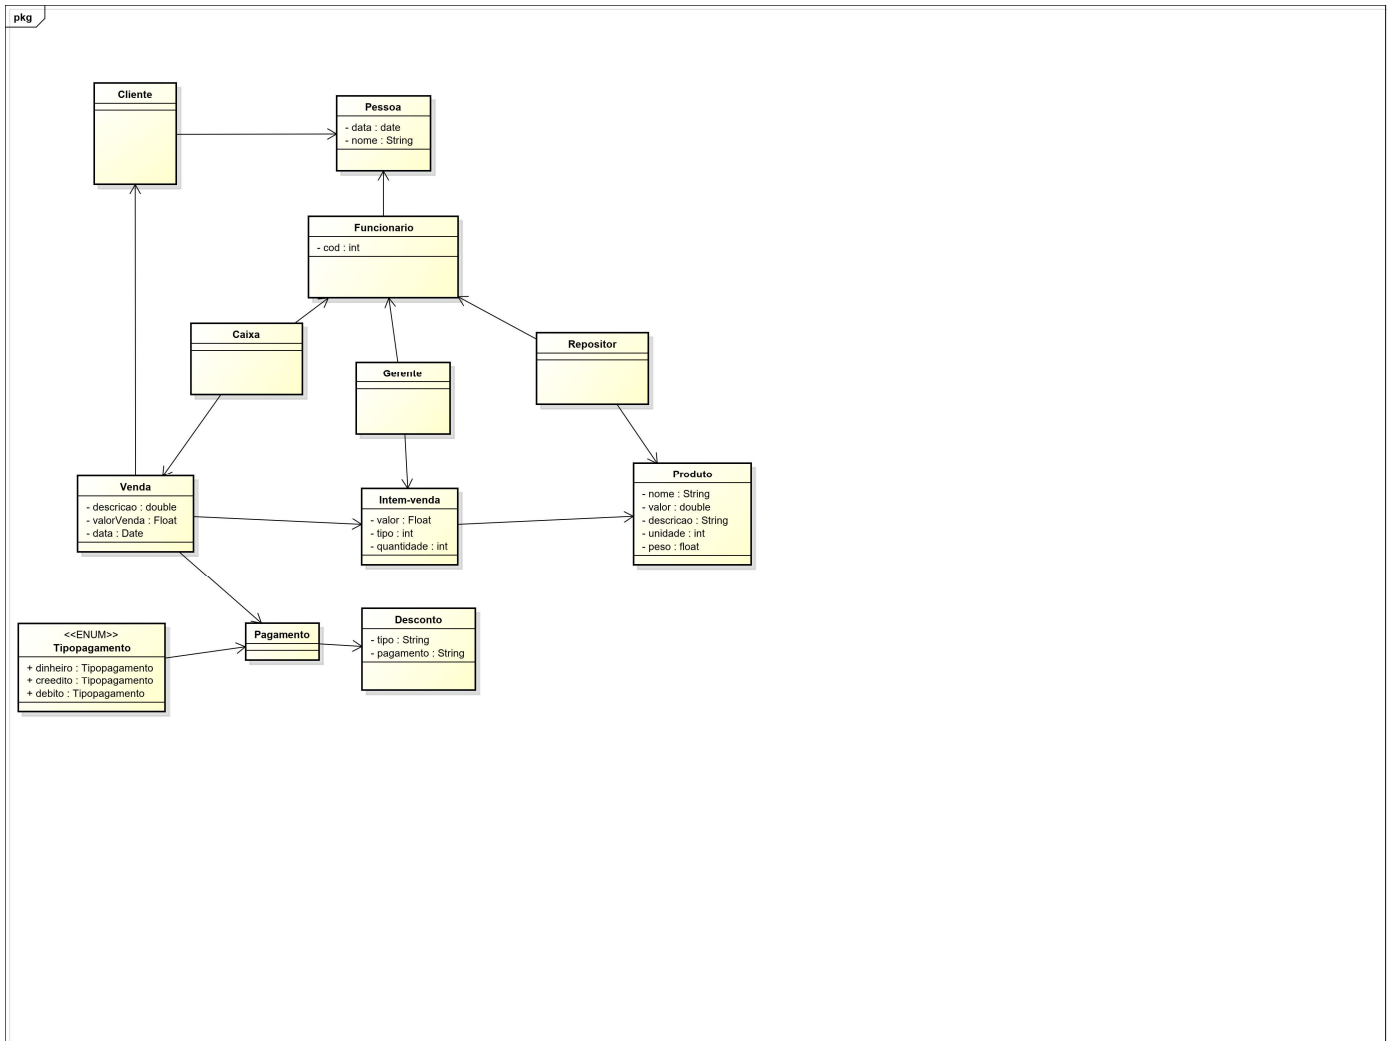 pkg
Cliente
Pessoa
- data : date
- nome : String
Funcionario
- cod : int
Caixa
Gerente
Repositor
Venda
- descricao : double
- valorVenda : Float
- data : Date
Intem-venda
- valor : Float
- tipo : int
- quantidade : int
Produto
- nome : String
- valor : double
- descricao : String
- unidade : int
- peso : float
<<ENUM>>
Tipopagamento
+ dinheiro : Tipopagamento
+ creedito : Tipopagamento
+ debito : Tipopagamento
Pagamento
Desconto
- tipo : String
- pagamento : String